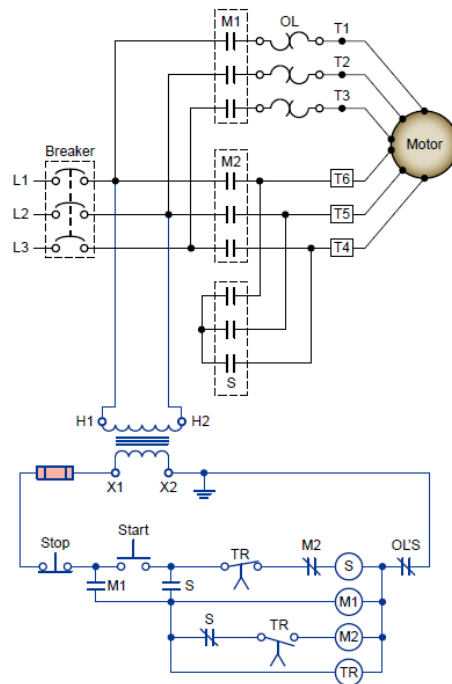 M1 OL T1
T2
T3
Breaker
Motor
L1 M2 T6
L2 T5
L3 T4
S
H1 H2
X1 X2
Stop Start TR M2 S OL'S
M1 S M1
S TR M2
TR